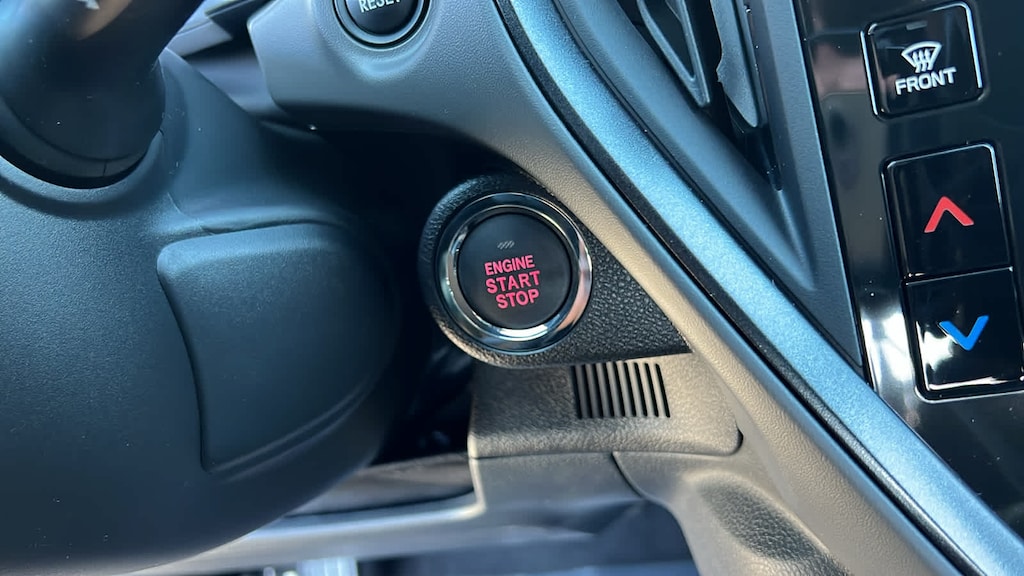 RESET
FRONT
ENGINE
START
STOP